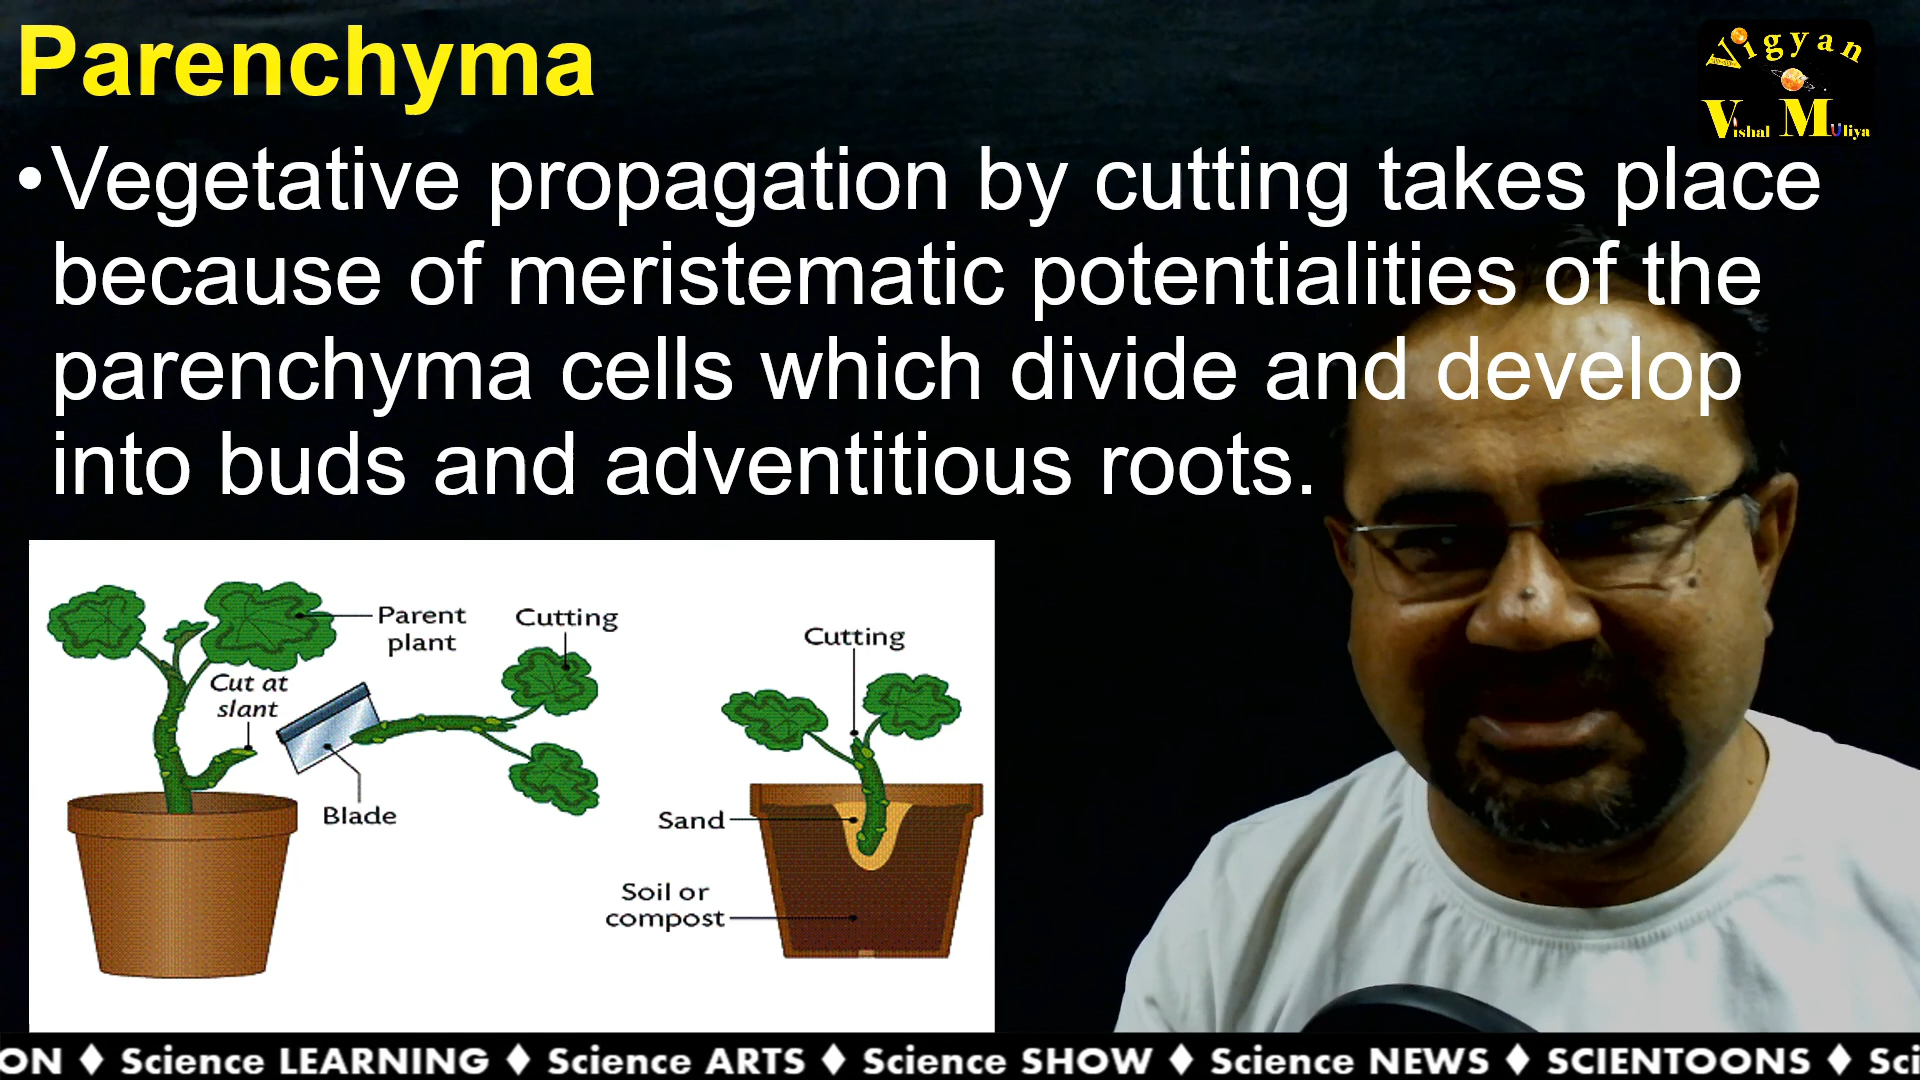 Parenchyma
Vigyan
Vishal MUliya
•Vegetative propagation by cutting takes place
because of meristematic potentialities of the
parenchyma cells which divide and develop
into buds and adventitious roots.
Parent
plant
Cutting
Cutting
Cut at
slant
Blade
Sand
Soil or
compost
ON ♦ Science LEARNING ♦ Science ARTS ♦ Science SHOW ♦ Science NEWS ♦ SCIENTOONS ♦ Sci